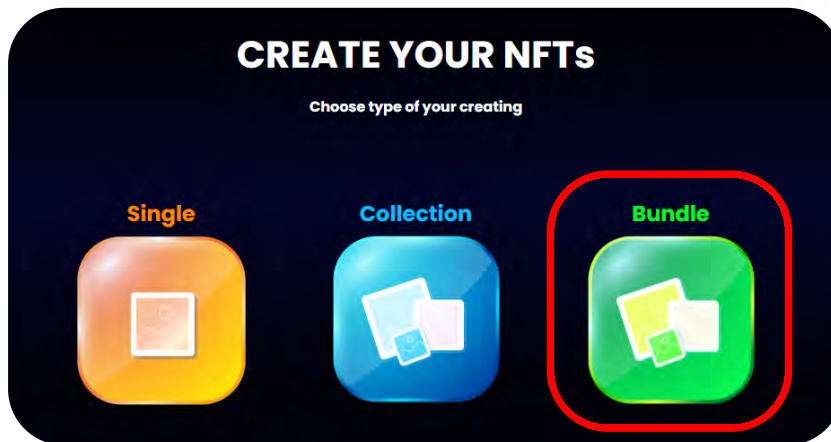 CREATE YOUR NFTs
Choose type of your creating
Single
Collection
Bundle